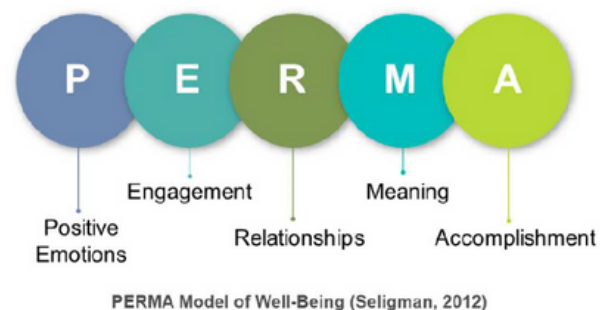 P E R M A
Engagement
Meaning
Positive
Emotions
Relationships
Accomplishment
PERMA Model of Well-Being (Seligman, 2012)